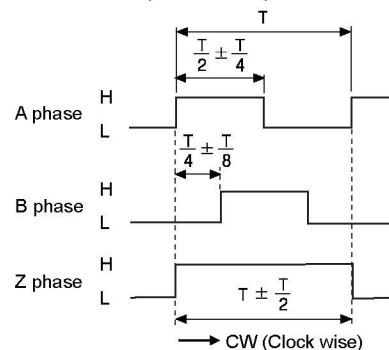 T
T/2 ± T/4
A phase H
L
T/4 ± T/8
B phase H
L
Z phase H
L
T ± T/2
CW (Clock wise)